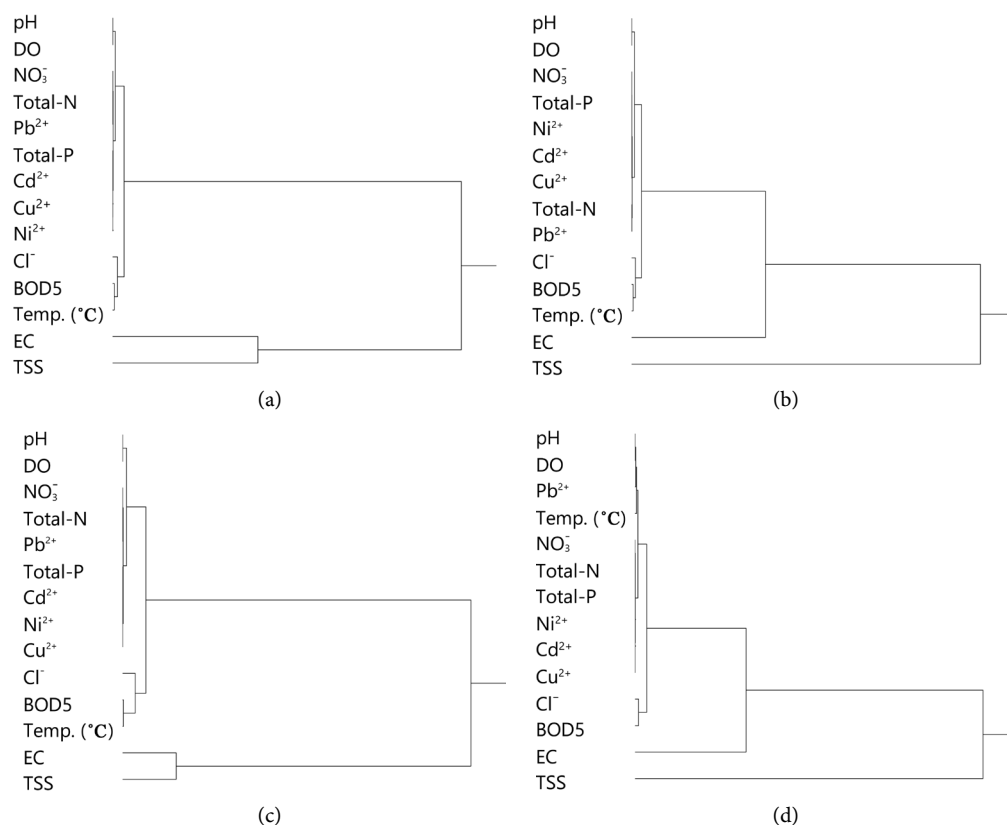 pH
DO
NO₃⁻
Total-N
Pb²⁺
Total-P
Cd²⁺
Cu²⁺
Ni²⁺
Cl⁻
BOD5
Temp. (°C)
EC
TSS
(a)
pH
DO
NO₃⁻
Total-P
Ni²⁺
Cd²⁺
Cu²⁺
Total-N
Pb²⁺
Cl⁻
BOD5
Temp. (°C)
EC
TSS
(b)
pH
DO
NO₃⁻
Total-N
Pb²⁺
Total-P
Cd²⁺
Ni²⁺
Cu²⁺
Cl⁻
BOD5
Temp. (°C)
EC
TSS
(c)
pH
DO
Pb²⁺
Temp. (°C)
NO₃⁻
Total-N
Total-P
Ni²⁺
Cd²⁺
Cu²⁺
Cl⁻
BOD5
EC
TSS
(d)